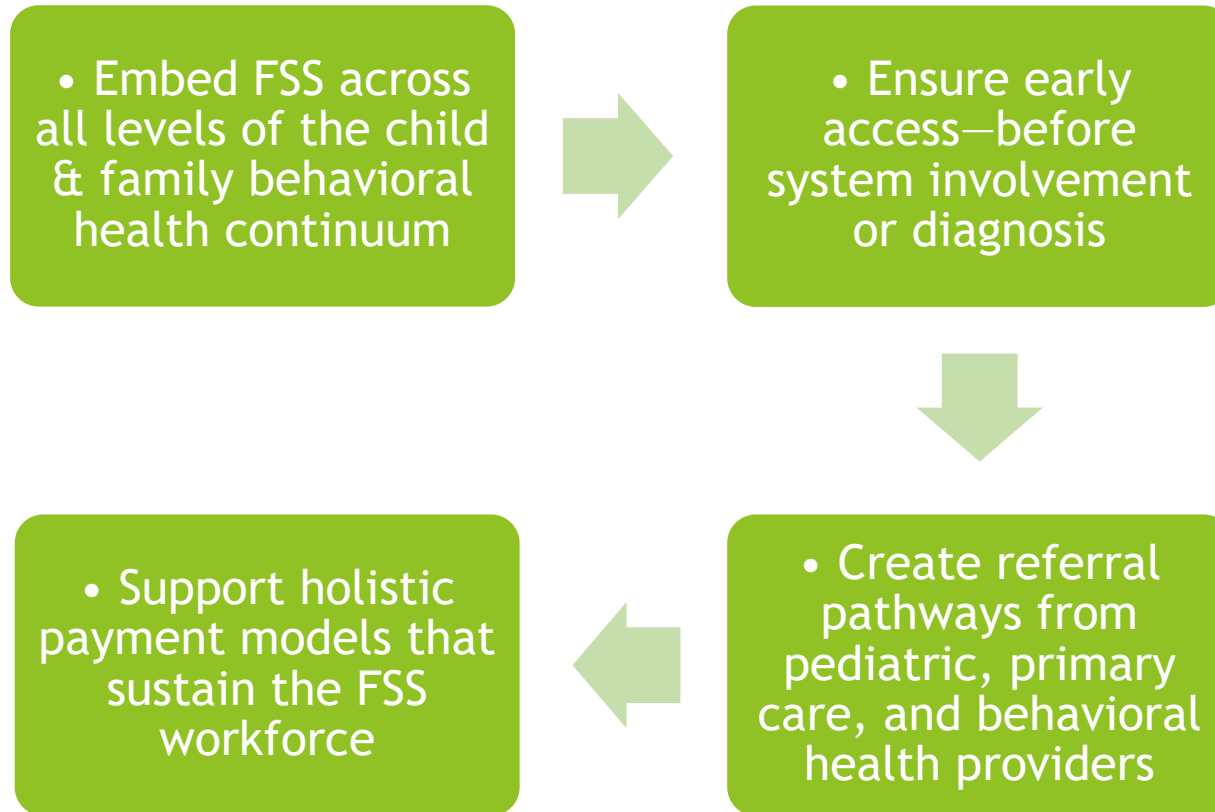 • Embed FSS across
all levels of the child
& family behavioral
health continuum
• Ensure early
access—before
system involvement
or diagnosis
• Create referral
pathways from
pediatric, primary
care, and behavioral
health providers
• Support holistic
payment models that
sustain the FSS
workforce